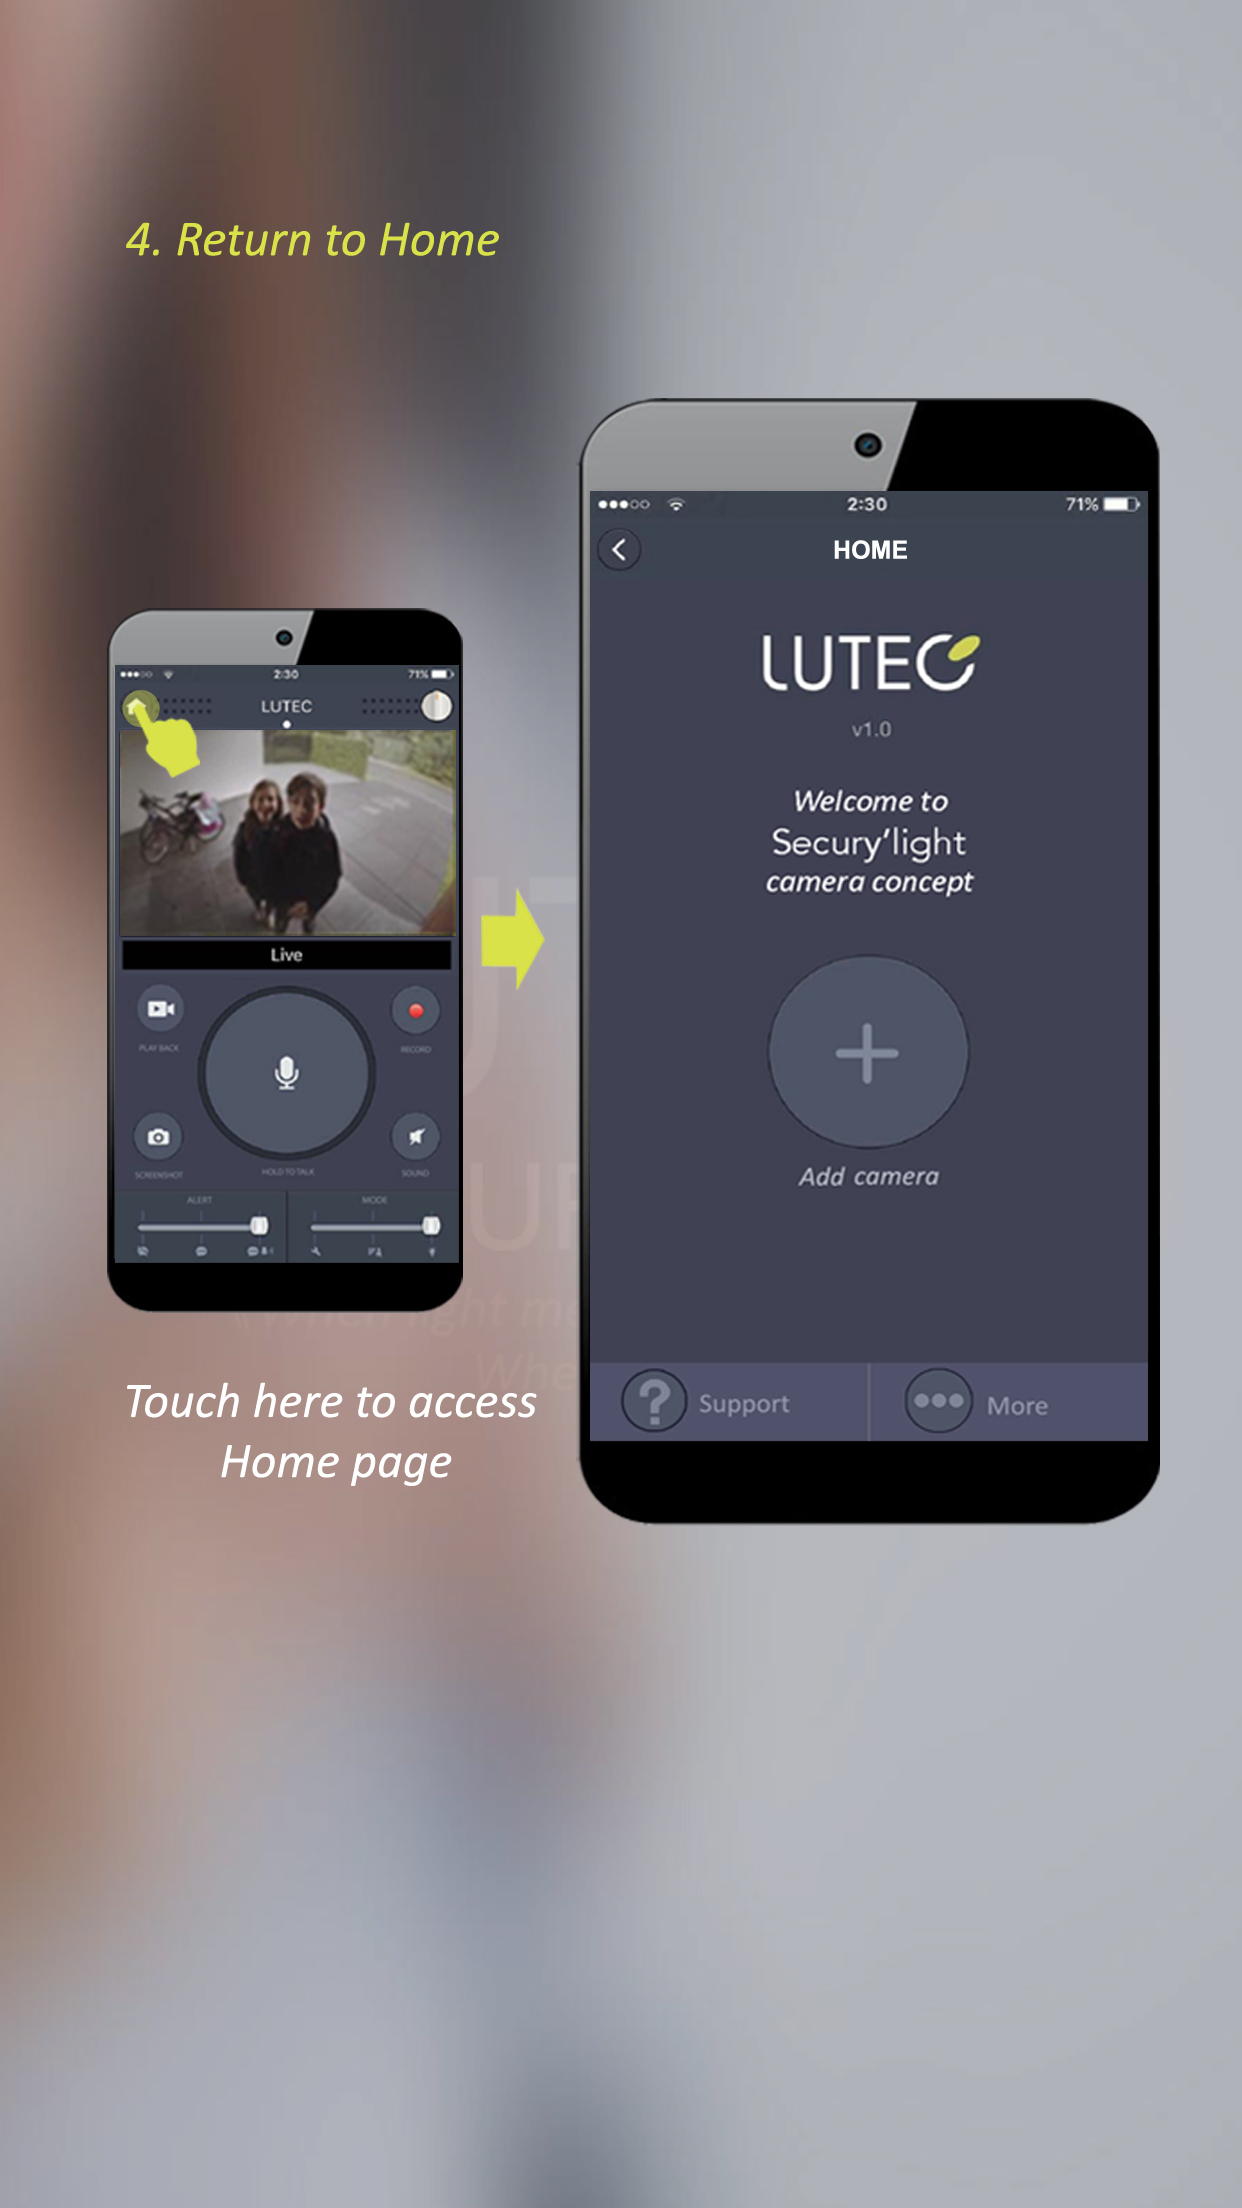 4. Return to Home
2:30
71%
LUTEC
Live
PLAY BACK
RECORD
SCREENSHOT
HOLD TO TALK
SOUND
ALERT
MODE
Touch here to access
Home page
2:30
71%
HOME
LUTEC
v1.0
Welcome to
Secury'light
camera concept
Add camera
Support
More